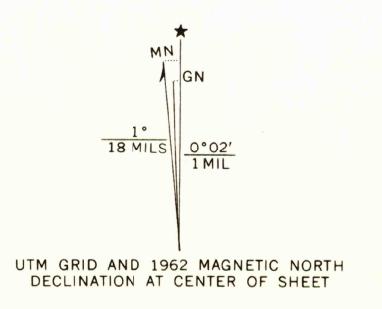 ★
MN
GN
1°
18 MILS
0°02'
1 MIL
UTM GRID AND 1962 MAGNETIC NORTH
DECLINATION AT CENTER OF SHEET